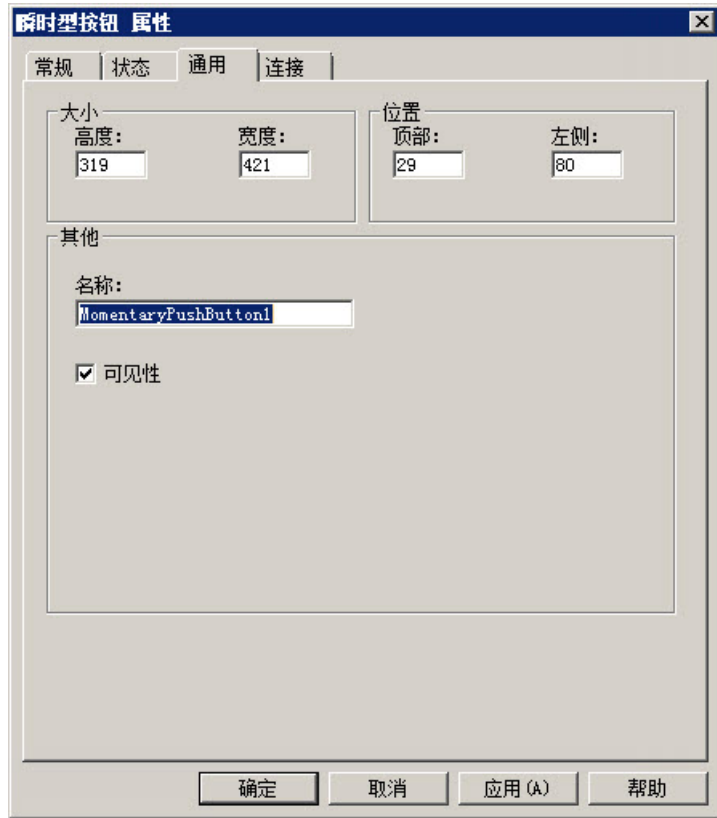 瞬时型按钮 属性
常规 状态 通用 连接
大小 位置
高度: 宽度: 顶部: 左侧:
319 421 29 80
其他
名称:
MomentaryPushButton1
可见性
确定 取消 应用(A) 帮助